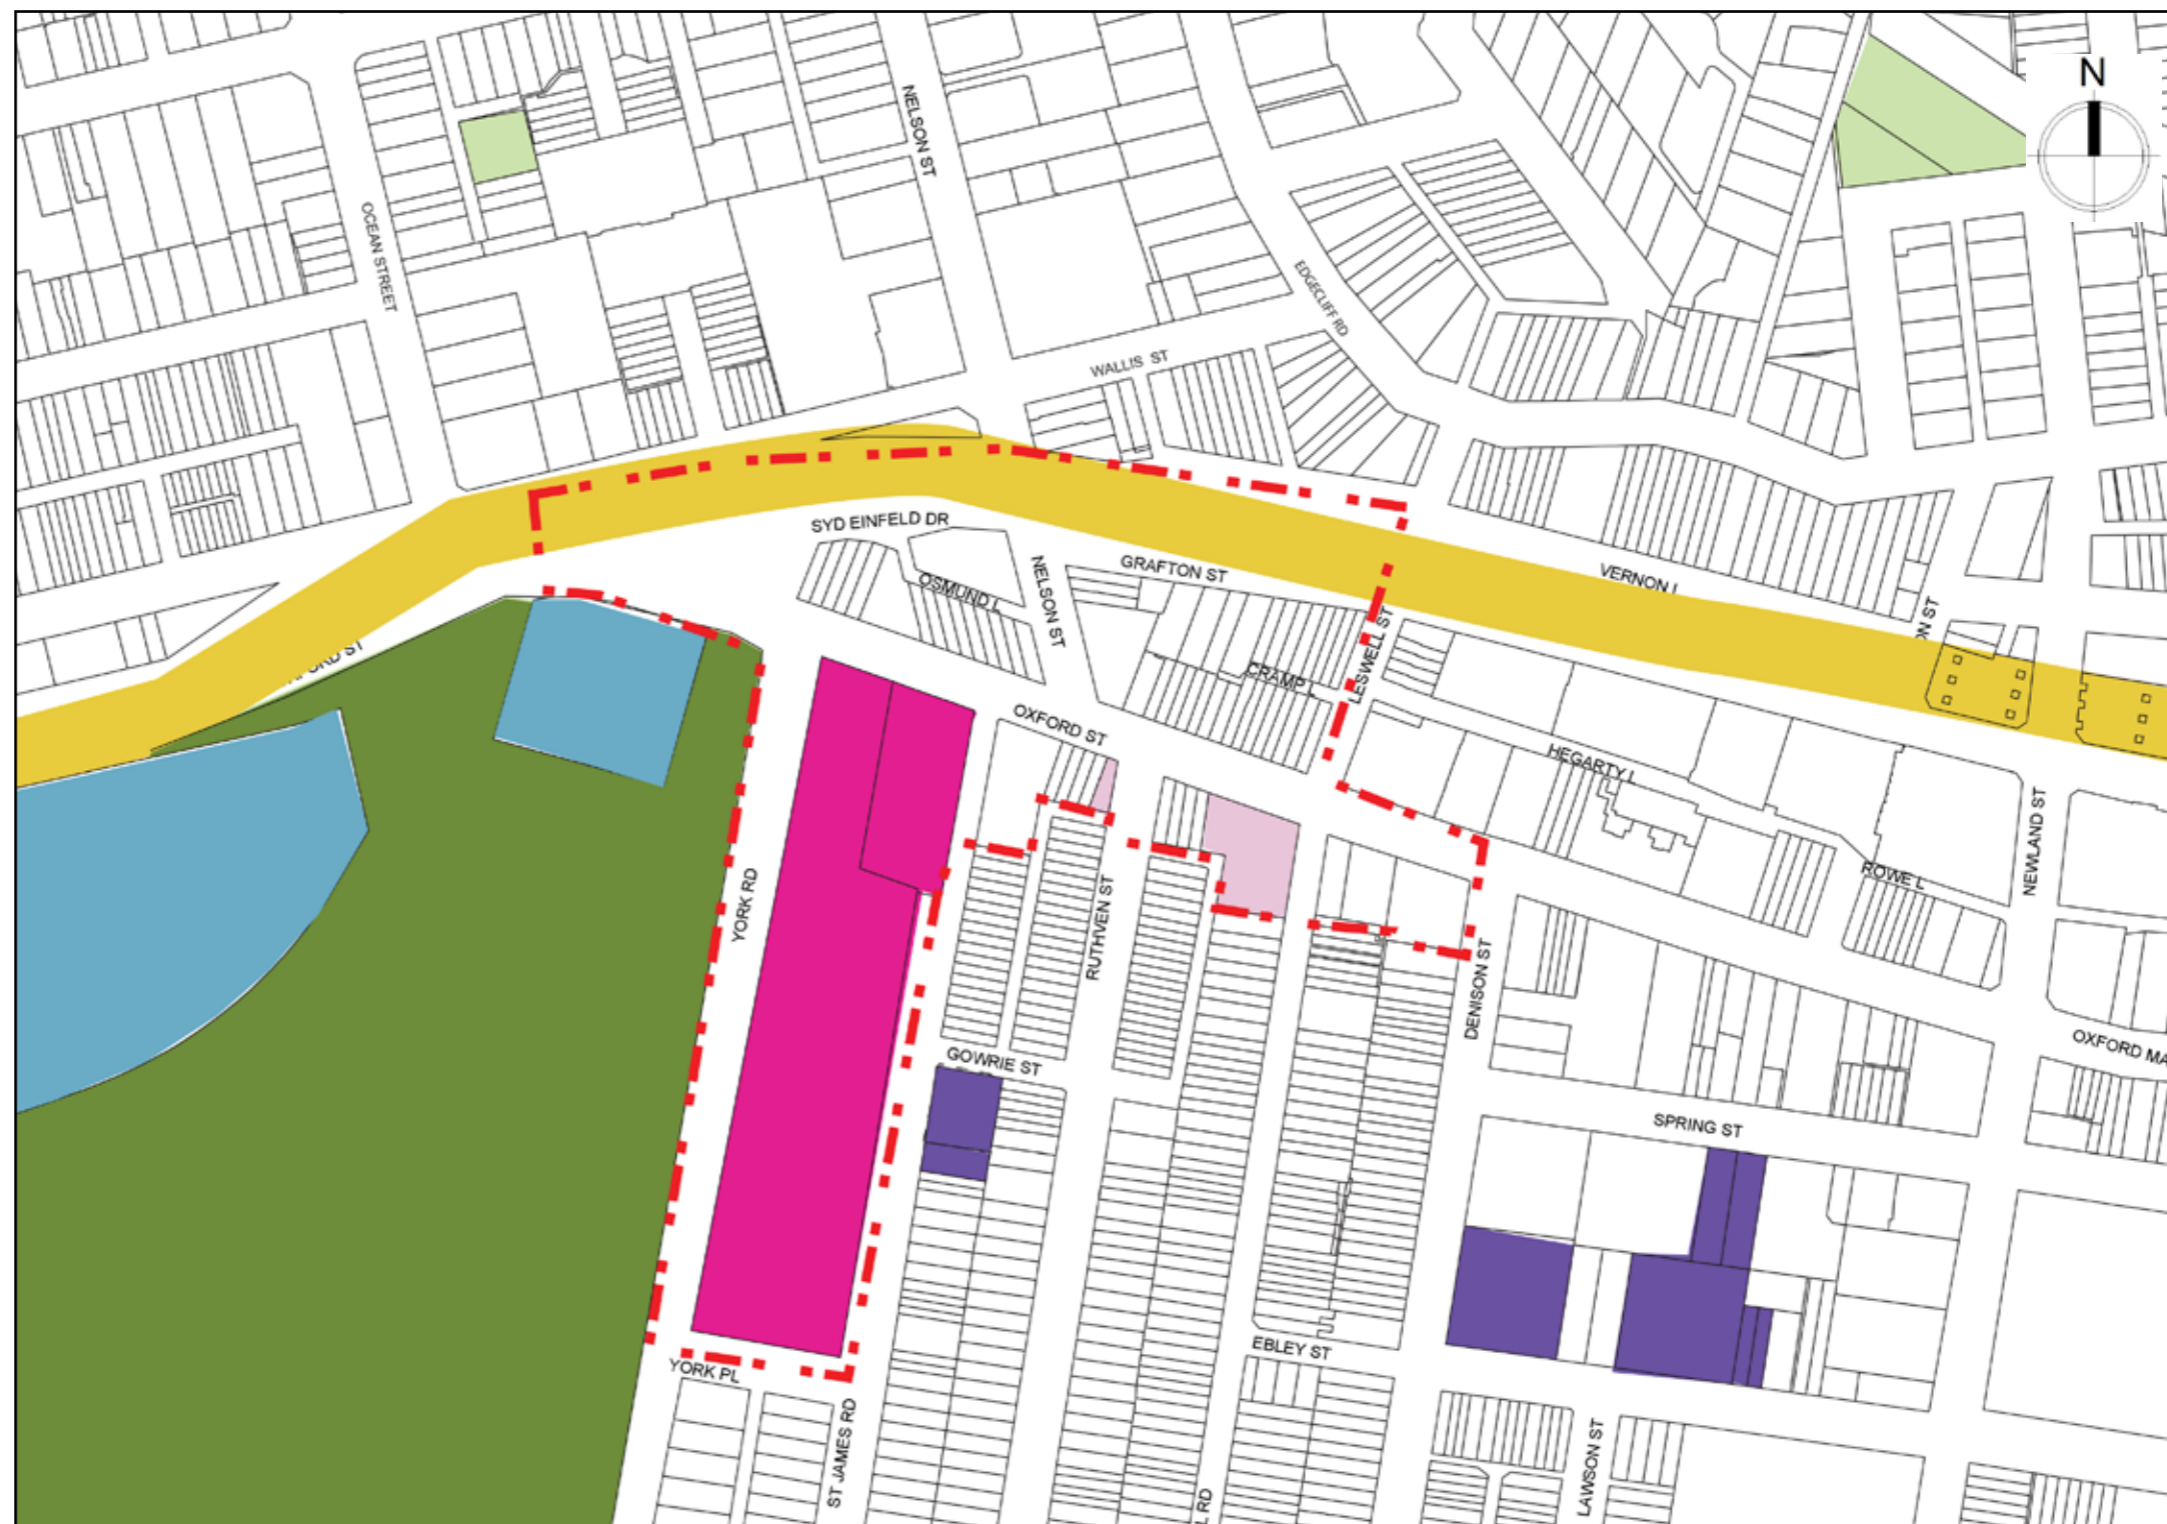 N
NELSON ST
OCEAN STREET
EDGECLIFF RD
WALLIS ST
SYD EINFELD DR
GRAFTON ST
OSMUND L
NELSON ST
VERNON L
LESWELL ST
CRAMP L
OXFORD ST
HEGARTY L
NEWLAND ST
ROWE L
YORK RD
RUTHVEN ST
DENISON ST
OXFORD MA
GOWRIE ST
SPRING ST
EBLEY ST
YORK PL
ST JAMES RD
LAWSON ST
L RD